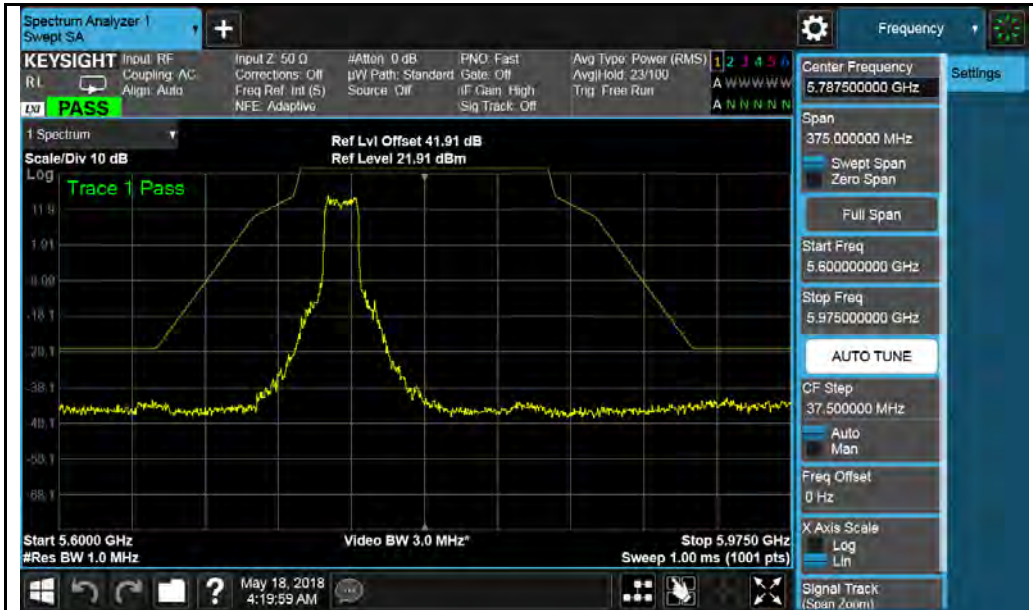 Spectrum Analyzer 1
Swept SA
+
Frequency
KEYSIGHT
RL
LXI
PASS
Input: RF
Coupling: AC
Align: Auto
Input Z: 50 Ω
Corrections: Off
Freq Ref: Int (S)
NFE: Adaptive
#Atten: 0 dB
µW Path: Standard
Source: Off
PNO: Fast
Gate: Off
IF Gain: High
Sig Track: Off
Avg Type: Power (RMS)
Avg|Hold: 23/100
Trig: Free Run
1 2 3 4 5 6
A W W W W W
A N N N N N
Center Frequency
5.787500000 GHz
Settings
Span
375.000000 MHz
Swept Span
Zero Span
Full Span
Start Freq
5.600000000 GHz
Stop Freq
5.975000000 GHz
AUTO TUNE
CF Step
37.500000 MHz
Auto
Man
Freq Offset
0 Hz
X Axis Scale
Log
Lin
Signal Track
(Span Zoom)
1 Spectrum
Scale/Div 10 dB
Ref Lvl Offset 41.91 dB
Ref Level 21.91 dBm
Log
Trace 1 Pass
11.9
1.91
-18.1
-28.1
-38.1
-48.1
-58.1
-68.1
Start 5.6000 GHz
#Res BW 1.0 MHz
Video BW 3.0 MHz*
Stop 5.9750 GHz
Sweep 1.00 ms (1001 pts)
?
May 18, 2018
4:19:59 AM